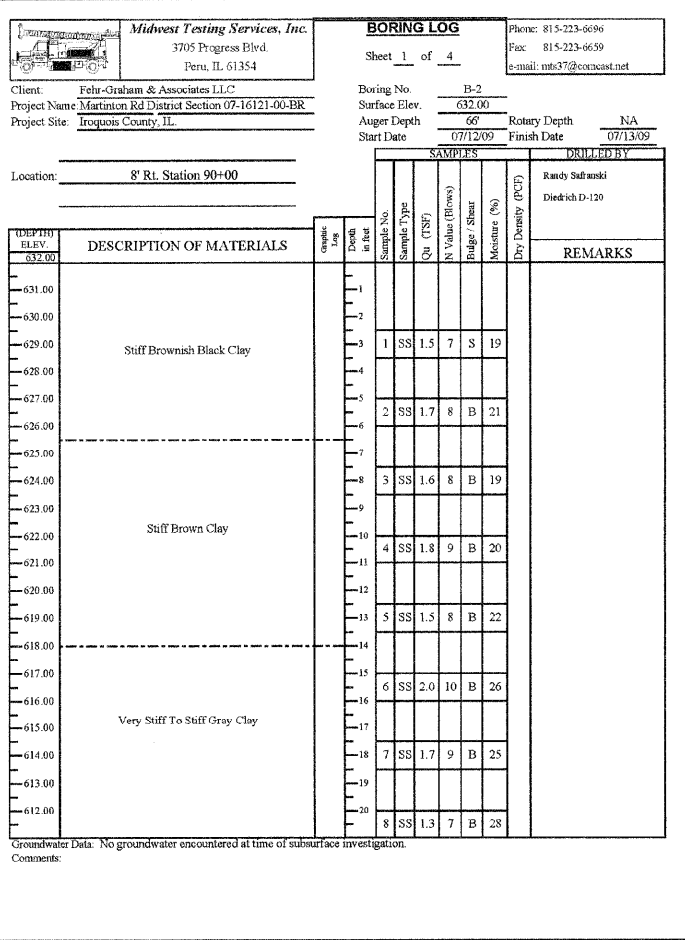 Midwest Testing Services, Inc.
3705 Progress Blvd.
Peru, IL 61354
BORING LOG
Sheet 1 of 4
Phone: 815-223-6696
Fax: 815-223-6659
e-mail: mts37@comcast.net
Client: Fehr-Graham & Associates LLC
Project Name: Martinton Rd District Section 07-16121-00-BR
Project Site: Iroquois County, IL.
Boring No. B-2
Surface Elev. 632.00
Auger Depth 66' Rotary Depth NA
Start Date 07/12/09 Finish Date 07/13/09
Location: 8' Rt. Station 90+00
SAMPLES
DRILLED BY
Randy Safranski
Diedrich D-120
(DEPTH) ELEV. 632.00
DESCRIPTION OF MATERIALS
Graphic Log
Depth in feet
Sample No.
Sample Type
Qu (TSF)
N Value (Blows)
Bulge / Shear
Moisture (%)
Dry Density (PCF)
REMARKS
631.00 1
630.00 2
629.00 Stiff Brownish Black Clay 3 1 SS 1.5 7 S 19
628.00 4
627.00 5
2 SS 1.7 8 B 21
626.00 6
625.00 7
624.00 8 3 SS 1.6 8 B 19
623.00 9
622.00 Stiff Brown Clay 10
4 SS 1.8 9 B 20
621.00 11
620.00 12
619.00 13 5 SS 1.5 8 B 22
618.00 14
617.00 15
6 SS 2.0 10 B 26
616.00 16
615.00 Very Stiff To Stiff Gray Clay 17
614.00 18 7 SS 1.7 9 B 25
613.00 19
612.00 20
8 SS 1.3 7 B 28
Groundwater Data: No groundwater encountered at time of subsurface investigation.
Comments: